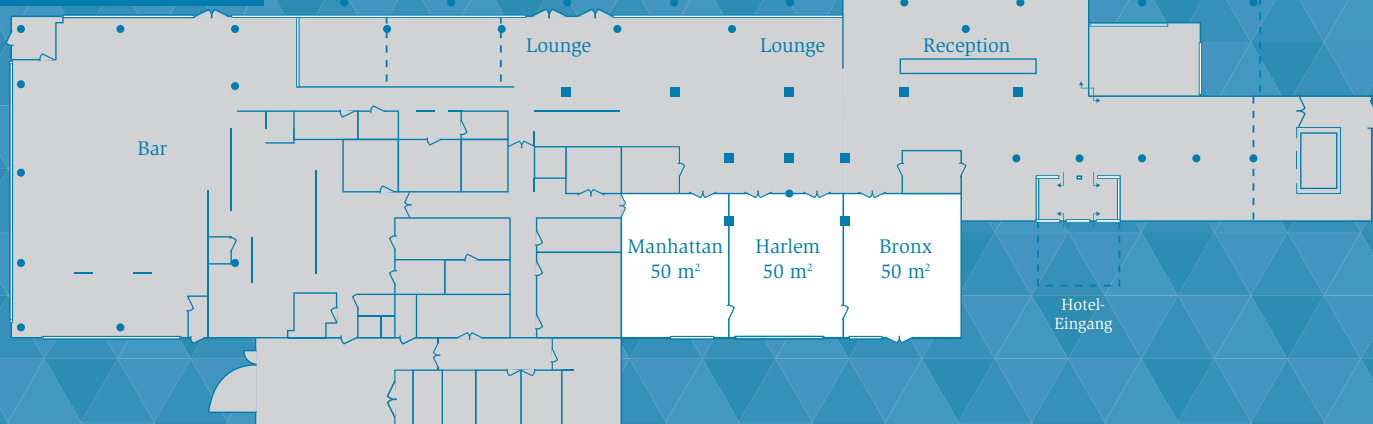 Lounge
Lounge
Reception
Bar
Manhattan
50 m²
Harlem
50 m²
Bronx
50 m²
Hotel-
Eingang